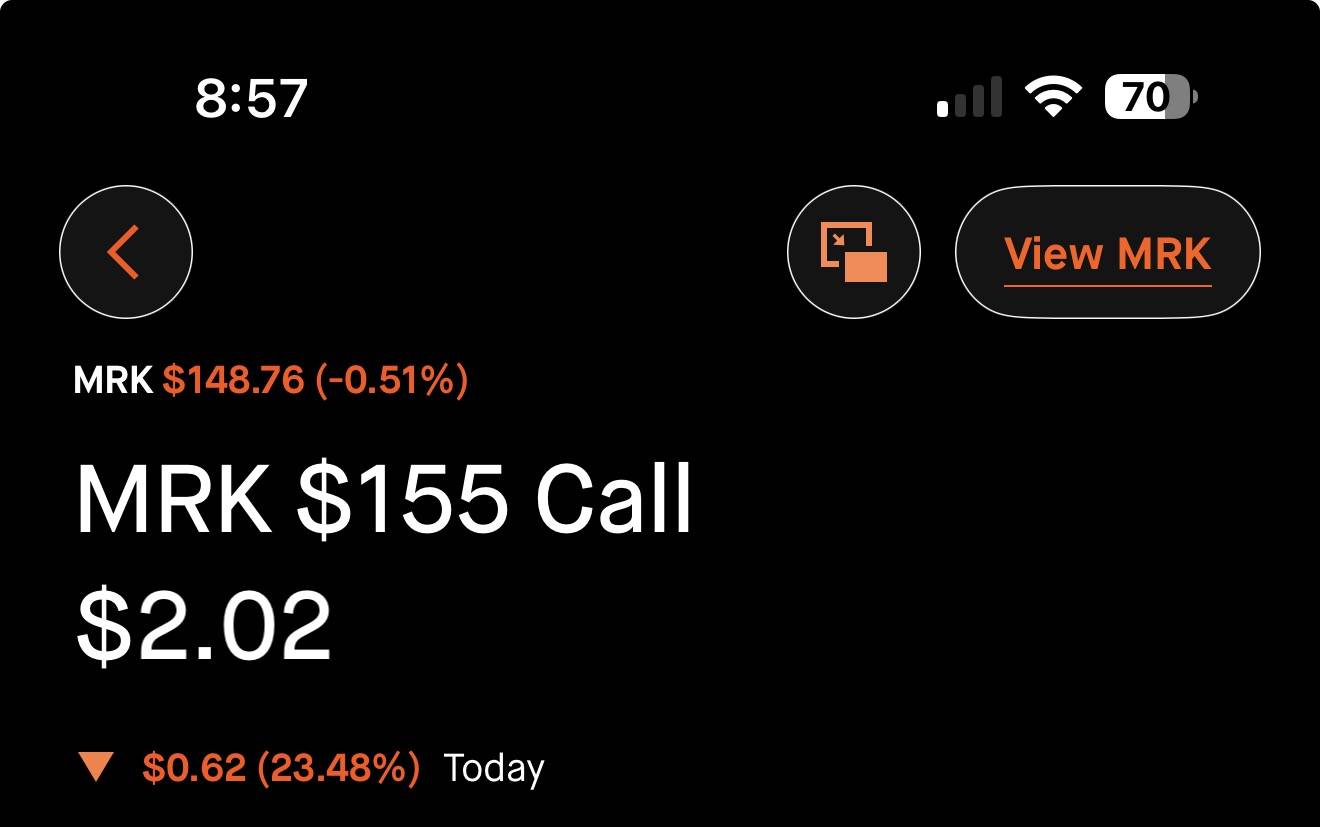 8:57 70
View MRK
MRK $148.76 (-0.51%)
MRK $155 Call
$2.02
$0.62 (23.48%) Today